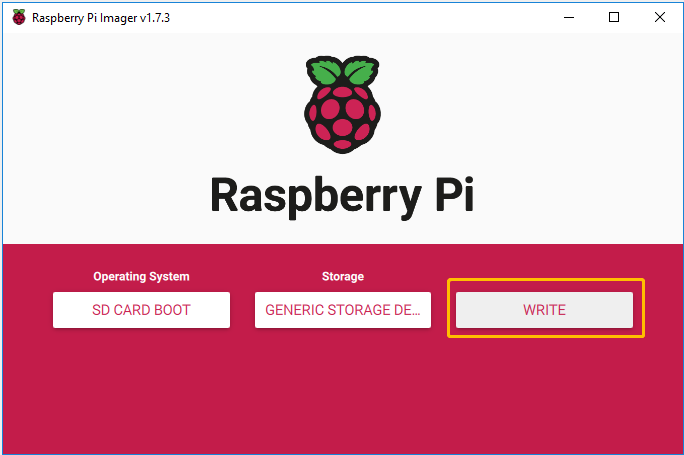 Raspberry Pi Imager v1.7.3
Raspberry Pi
Operating System
Storage
SD CARD BOOT
GENERIC STORAGE DE...
WRITE